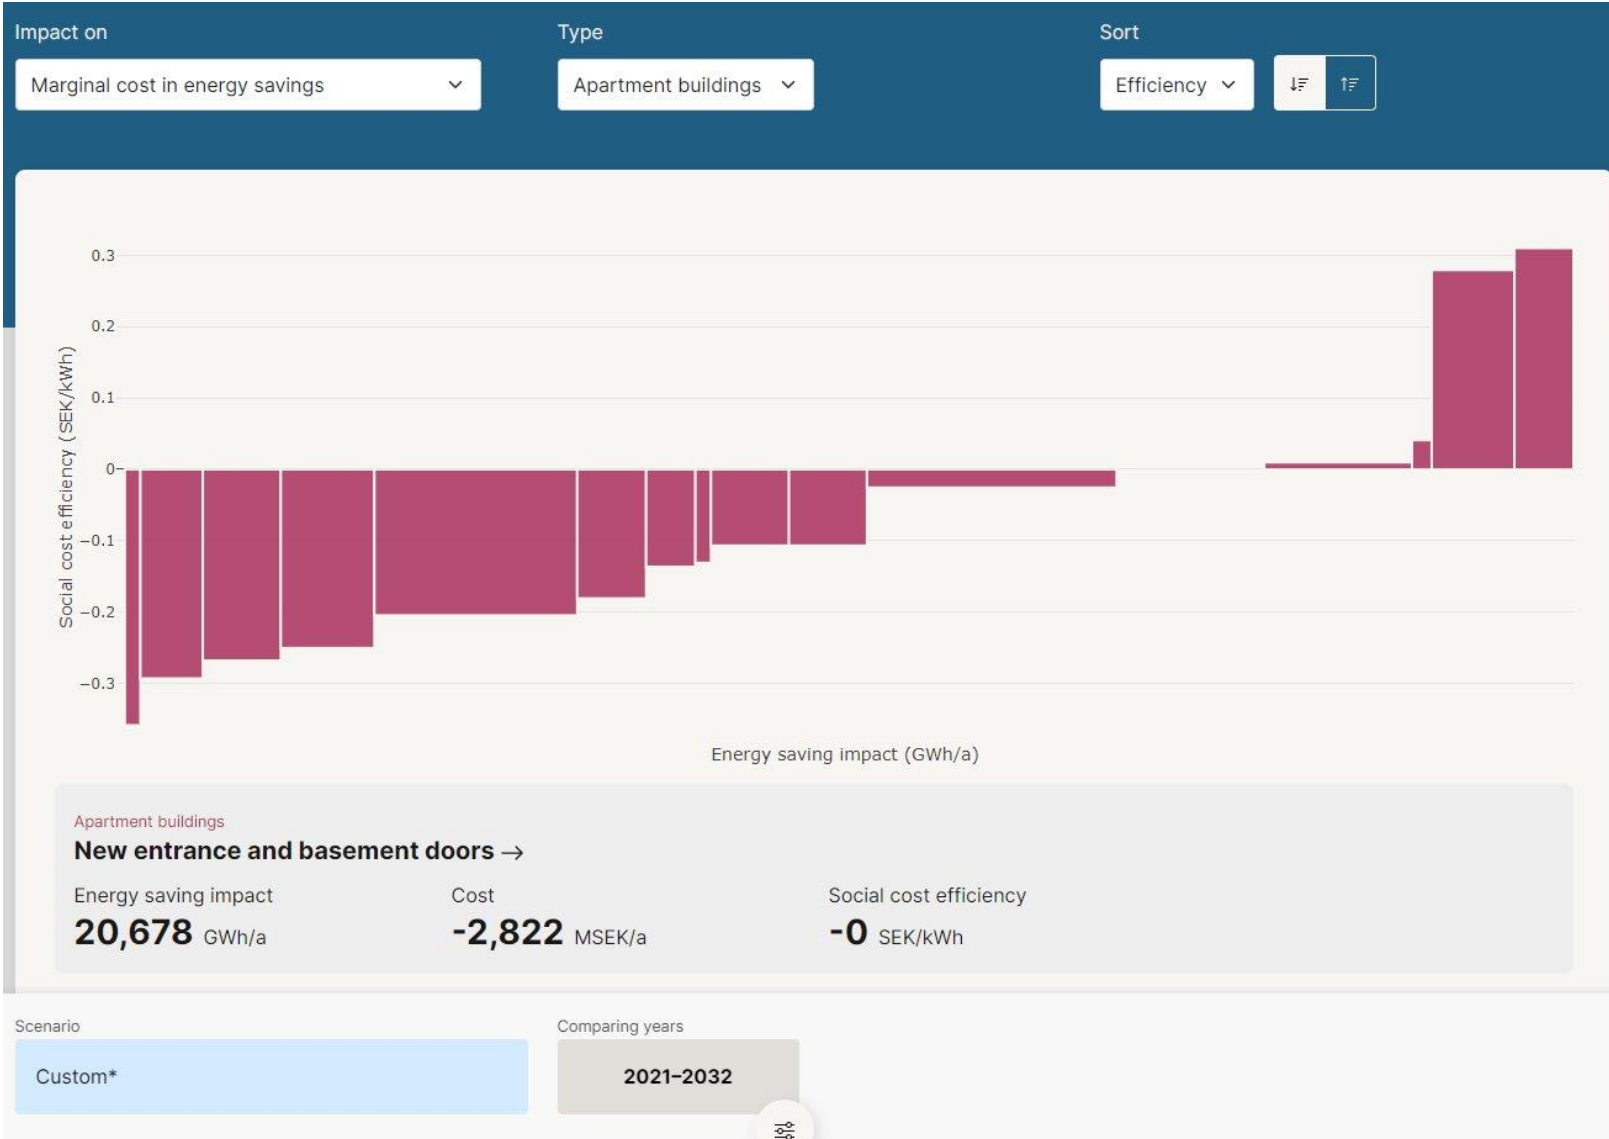 Impact on
Type
Sort
Marginal cost in energy savings
Apartment buildings
Efficiency
0.3
0.2
0.1
0
−0.1
−0.2
−0.3
Social cost efficiency (SEK/kWh)
Energy saving impact (GWh/a)
Apartment buildings
New entrance and basement doors →
Energy saving impact
Cost
Social cost efficiency
20,678 GWh/a
-2,822 MSEK/a
-0 SEK/kWh
Scenario
Comparing years
Custom*
2021–2032